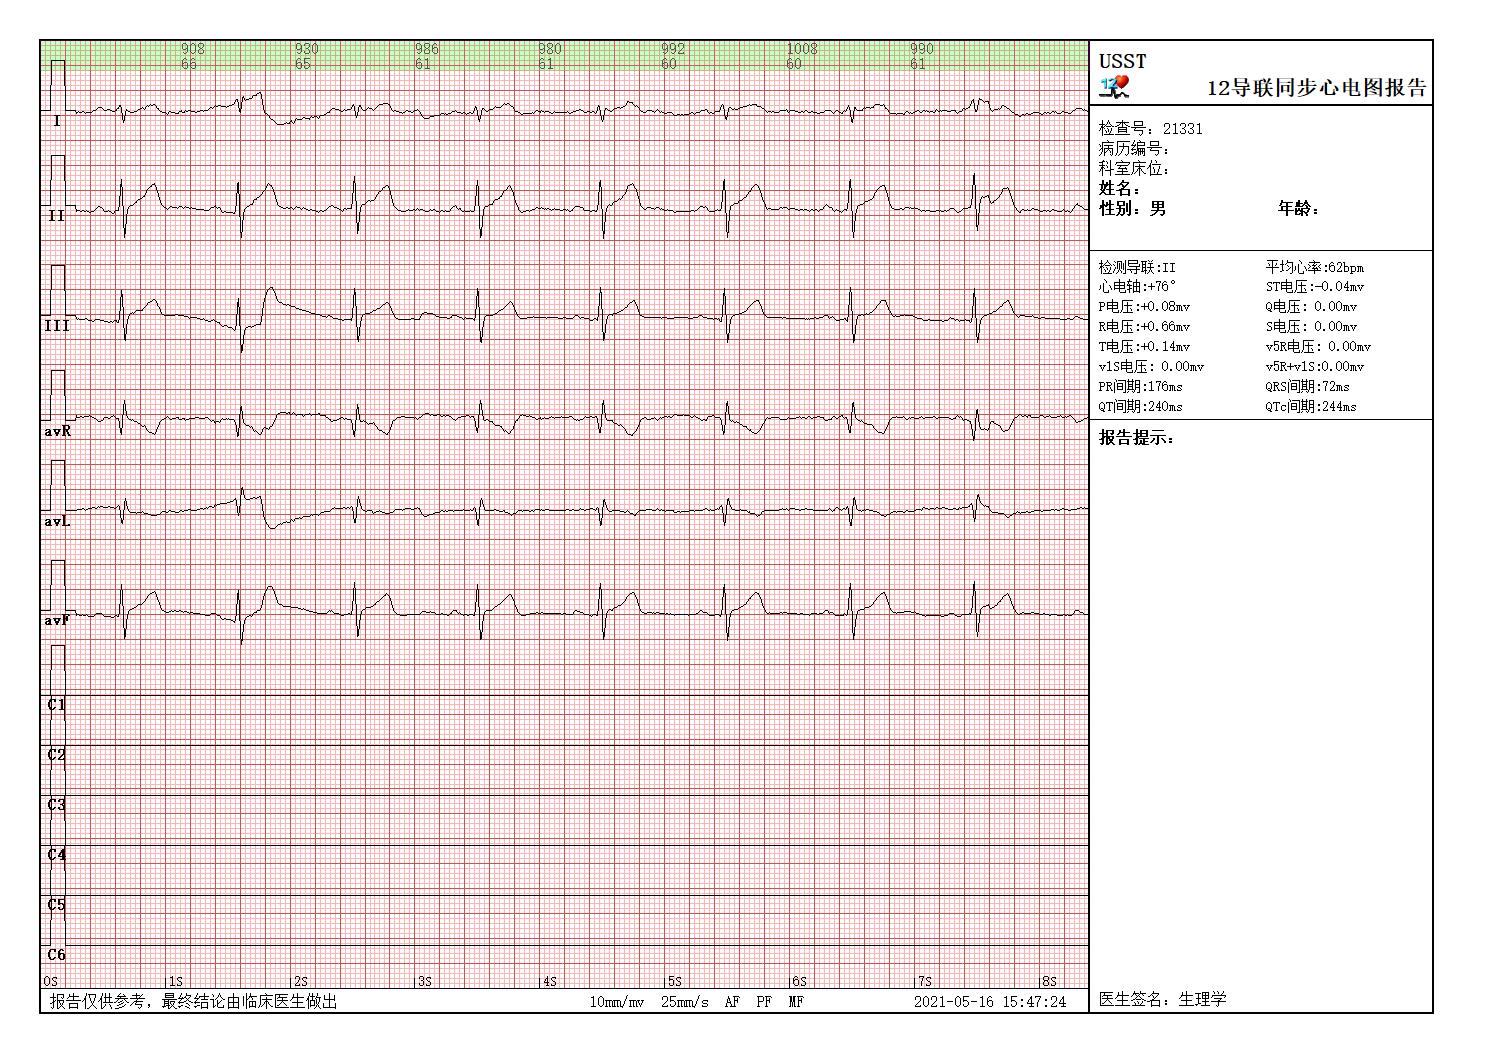 908 930 986 980 992 1008 990
66 65 61 61 60 60 61
I
II
III
avR
avL
avF
C1
C2
C3
C4
C5
C6
0S 1S 2S 3S 4S 5S 6S 7S 8S
报告仅供参考，最终结论由临床医生做出 10mm/mv 25mm/s AF PF MF 2021-05-16 15:47:24
USST
12
12导联同步心电图报告
检查号：21331
病历编号：
科室床位：
姓名：
性别：男 年龄：
检测导联:II 平均心率:62bpm
心电轴:+76° ST电压:-0.04mv
P电压:+0.08mv Q电压: 0.00mv
R电压:+0.66mv S电压: 0.00mv
T电压:+0.14mv v5R电压: 0.00mv
v1S电压: 0.00mv v5R+v1S:0.00mv
PR间期:176ms QRS间期:72ms
QT间期:240ms QTc间期:244ms
报告提示：
医生签名：生理学